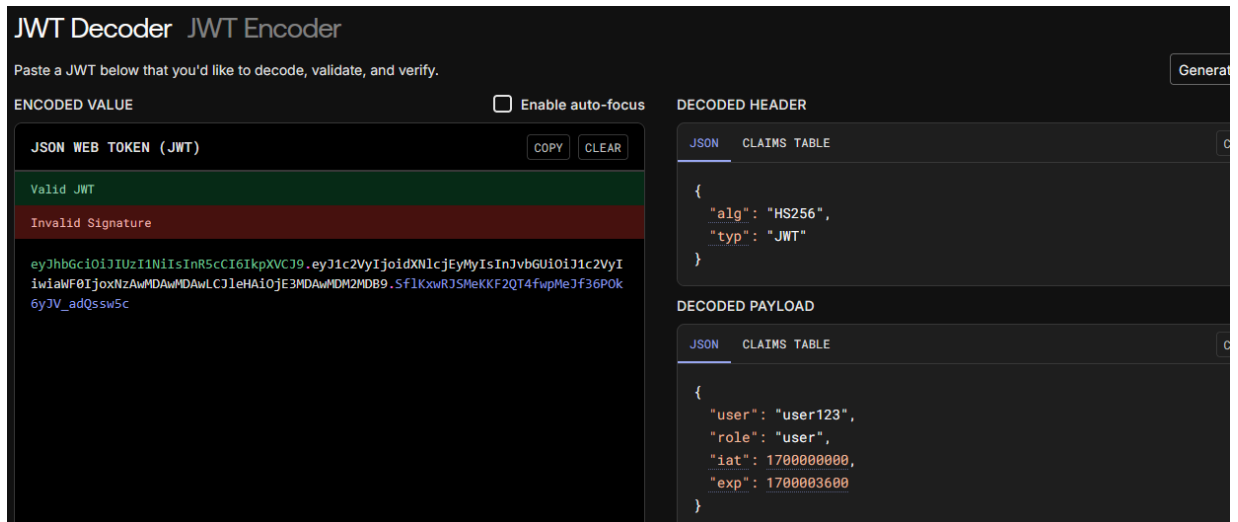 JWT Decoder JWT Encoder
Paste a JWT below that you'd like to decode, validate, and verify.
Generat
ENCODED VALUE
Enable auto-focus
JSON WEB TOKEN (JWT)
COPY
CLEAR
Valid JWT
Invalid Signature
eyJhbGciOiJIUzI1NiIsInR5cCI6IkpXVCJ9.eyJ1c2VyIjoidXNlcjEyMyIsInJvbGUiOiJ1c2VyI
iwiaWF0IjoxNzAwMDAwMDAwLCJleHAiOjE3MDAwMDM2MDB9.SflKxwRJSMeKKF2QT4fwpMeJf36POk
6yJV_adQssw5c
DECODED HEADER
JSON
CLAIMS TABLE
C
{
"alg": "HS256",
"typ": "JWT"
}
DECODED PAYLOAD
JSON
CLAIMS TABLE
C
{
"user": "user123",
"role": "user",
"iat": 1700000000,
"exp": 1700003600
}